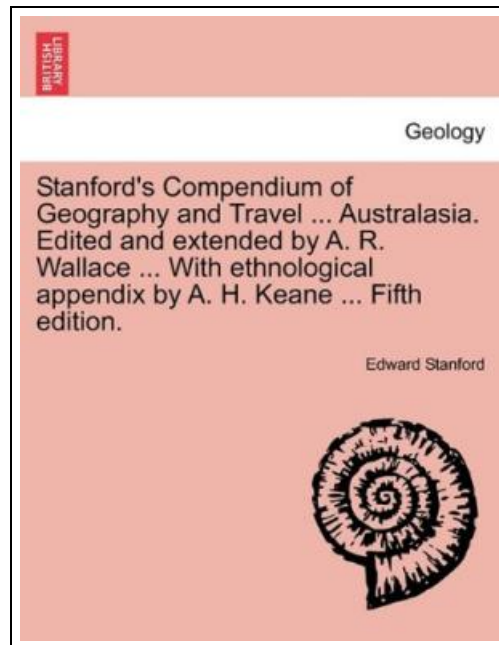 BRITISH
LIBRARY
Geology
Stanford's Compendium of
Geography and Travel ... Australasia.
Edited and extended by A. R.
Wallace ... With ethnological
appendix by A. H. Keane ... Fifth
edition.
Edward Stanford